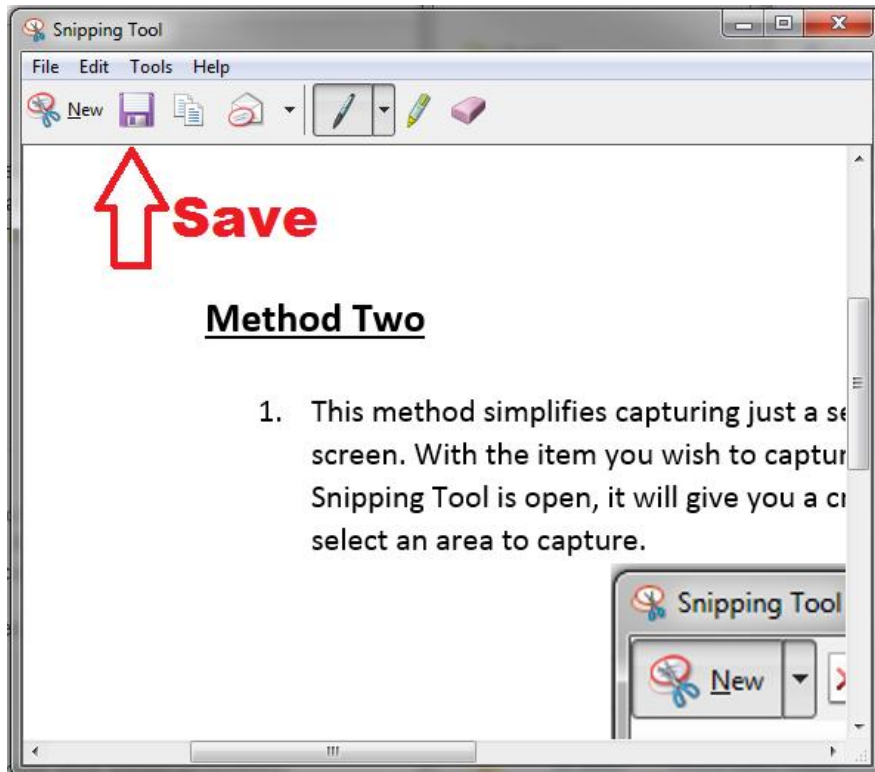 Snipping Tool
File Edit Tools Help
New
Save
Method Two
1. This method simplifies capturing just a se
screen. With the item you wish to captur
Snipping Tool is open, it will give you a cr
select an area to capture.
Snipping Tool
New